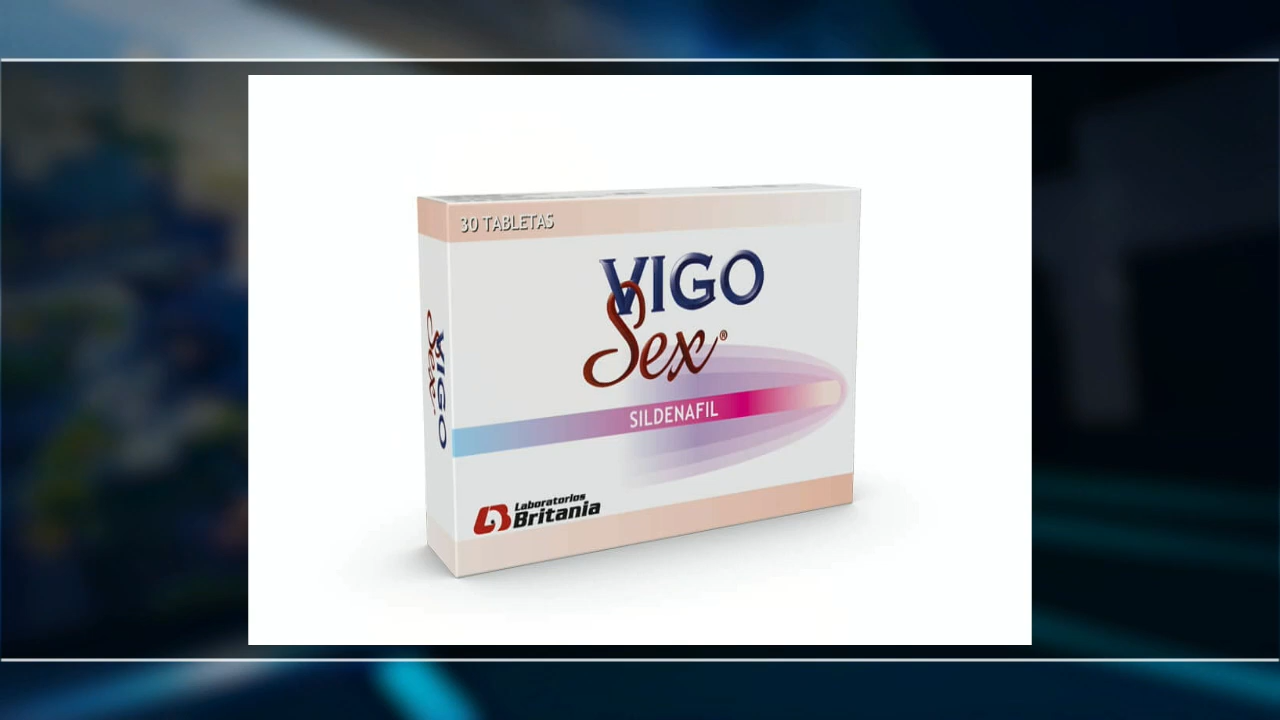 30 TABLETAS
VIGO
Sex®
SILDENAFIL
Laboratorios
Britania
VIGO
Sex